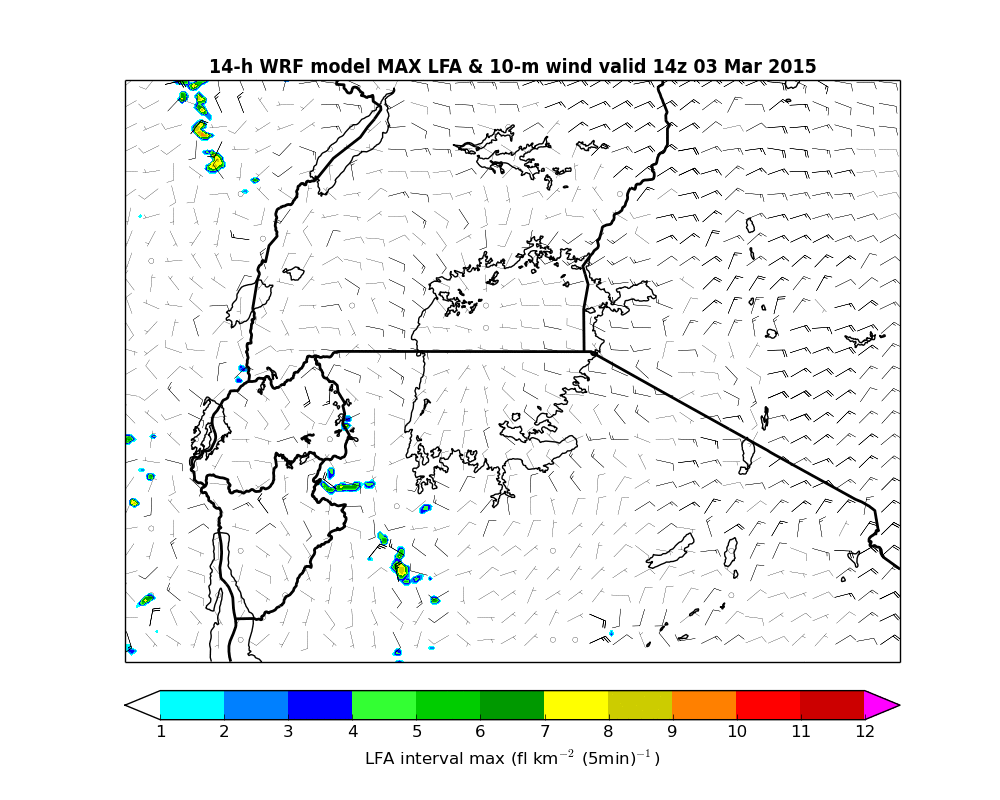 14-h WRF model MAX LFA & 10-m wind valid 14z 03 Mar 2015
1 2 3 4 5 6 7 8 9 10 11 12
LFA interval max (fl km⁻² (5min)⁻¹)